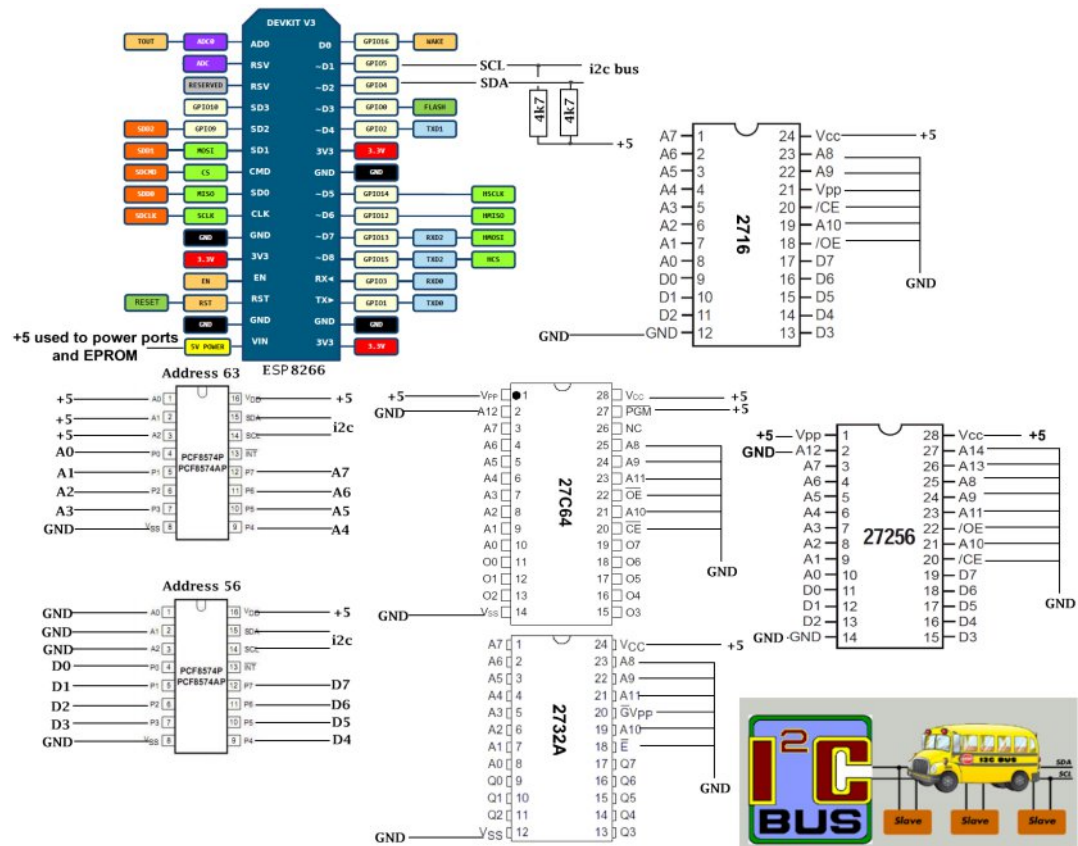 DEVKIT V3
TOUT ADC0 AD0 D0 GPIO16 WAKE
ADC RSV ~D1 GPIO5 SCL i2c bus
RESERVED RSV ~D2 GPIO4 SDA
GPIO10 SD3 ~D3 GPIO0 FLASH
SDD2 GPIO9 SD2 ~D4 GPIO2 TXD1
4k7 4k7
+5
SDD1 MOSI SD1 3V3 3.3V
SDCMD CS CMD GND GND
SDD0 MISO SD0 ~D5 GPIO14 HSCLK
SDCLK SCLK CLK ~D6 GPIO12 HMISO
GND GND ~D7 GPIO13 RXD2 HMOSI
3.3V 3V3 ~D8 GPIO15 TXD2 HCS
EN EN RX◄ GPIO3 RXD0
RESET RST RST TX► GPIO1 TXD0
GND GND GND GND
+5 used to power ports
and EPROM
5V POWER VIN 3V3 3.3V
ESP8266
A7 1 24 Vcc +5
A6 2 23 A8
A5 3 22 A9
A4 4 21 Vpp
A3 5 20 /CE
A2 6 19 A10
A1 7 18 /OE
A0 8 17 D7
D0 9 16 D6
D1 10 15 D5
D2 11 14 D4
GND GND 12 13 D3
2716
GND
Address 63
+5 A0 1 16 VDD +5
+5 A1 2 15 SDA
i2c
+5 A2 3 14 SCL
A0 P0 4 13 INT
A1 P1 5 12 P7 A7
A2 P2 6 11 P6 A6
A3 P3 7 10 P5 A5
GND VSS 8 9 P4 A4
PCF8574P
PCF8574AP
+5 VPP 1 28 VCC +5
GND A12 2 27 PGM +5
A7 3 26 NC
A6 4 25 A8
A5 5 24 A9
A4 6 23 A11
A3 7 22 OE
A2 8 21 A10
A1 9 20 CE
A0 10 19 O7
O0 11 18 O6
O1 12 17 O5
O2 13 16 O4
GND VSS 14 15 O3
27C64
GND
+5 Vpp 1 28 Vcc +5
GND A12 2 27 A14
A7 3 26 A13
A6 4 25 A8
A5 5 24 A9
A4 6 23 A11
A3 7 22 /OE
A2 8 21 A10
A1 9 20 /CE
A0 10 19 D7
D0 11 18 D6
D1 12 17 D5
D2 13 16 D4
GND GND 14 15 D3
27256
GND
Address 56
GND A0 1 16 VDD +5
GND A1 2 15 SDA
i2c
GND A2 3 14 SCL
D0 P0 4 13 INT
D1 P1 5 12 P7 D7
D2 P2 6 11 P6 D6
D3 P3 7 10 P5 D5
GND VSS 8 9 P4 D4
PCF8574P
PCF8574AP
A7 1 24 VCC +5
A6 2 23 A8
A5 3 22 A9
A4 4 21 A11
A3 5 20 GVPP
A2 6 19 A10
A1 7 18 E
A0 8 17 Q7
Q0 9 16 Q6
Q1 10 15 Q5
Q2 11 14 Q4
GND VSS 12 13 Q3
2732A
GND
I2C
BUS
I2C BUS
SDA
SCL
Slave Slave Slave